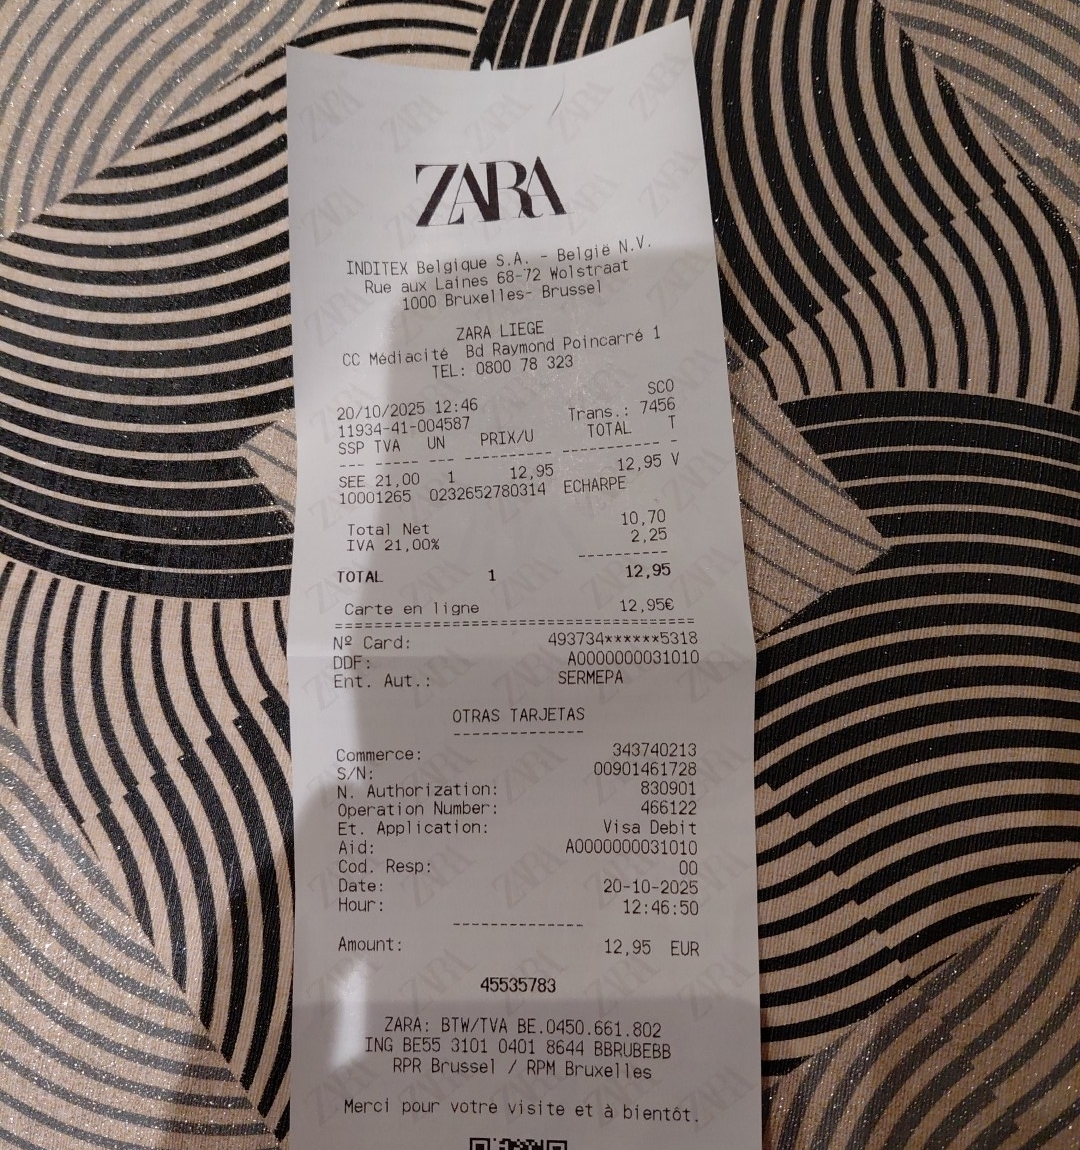 ZARA
INDITEX Belgique S.A. - België N.V.
Rue aux Laines 68-72 Wolstraat
1000 Bruxelles- Brussel
ZARA LIEGE
CC Médiacité Bd Raymond Poincarré 1
TEL: 0800 78 323
SCO
20/10/2025 12:46 Trans.: 7456
11934-41-004587
SSP TVA UN PRIX/U TOTAL T
--- ----- --- --------- --------- -
SEE 21,00 1 12,95 12,95 V
10001265 0232652780314 ECHARPE
Total Net 10,70
IVA 21,00% 2,25
----------
TOTAL 1 12,95
Carte en ligne 12,95€
======================================
Nº Card: 493734******5318
DDF: A0000000031010
Ent. Aut.: SERMEPA
OTRAS TARJETAS
--------------
Commerce: 343740213
S/N: 00901461728
N. Authorization: 830901
Operation Number: 466122
Et. Application: Visa Debit
Aid: A0000000031010
Cod. Resp: 00
Date: 20-10-2025
Hour: 12:46:50
--------------
Amount: 12,95 EUR
45535783
ZARA: BTW/TVA BE.0450.661.802
ING BE55 3101 0401 8644 BBRUBEBB
RPR Brussel / RPM Bruxelles
Merci pour votre visite et à bientôt.